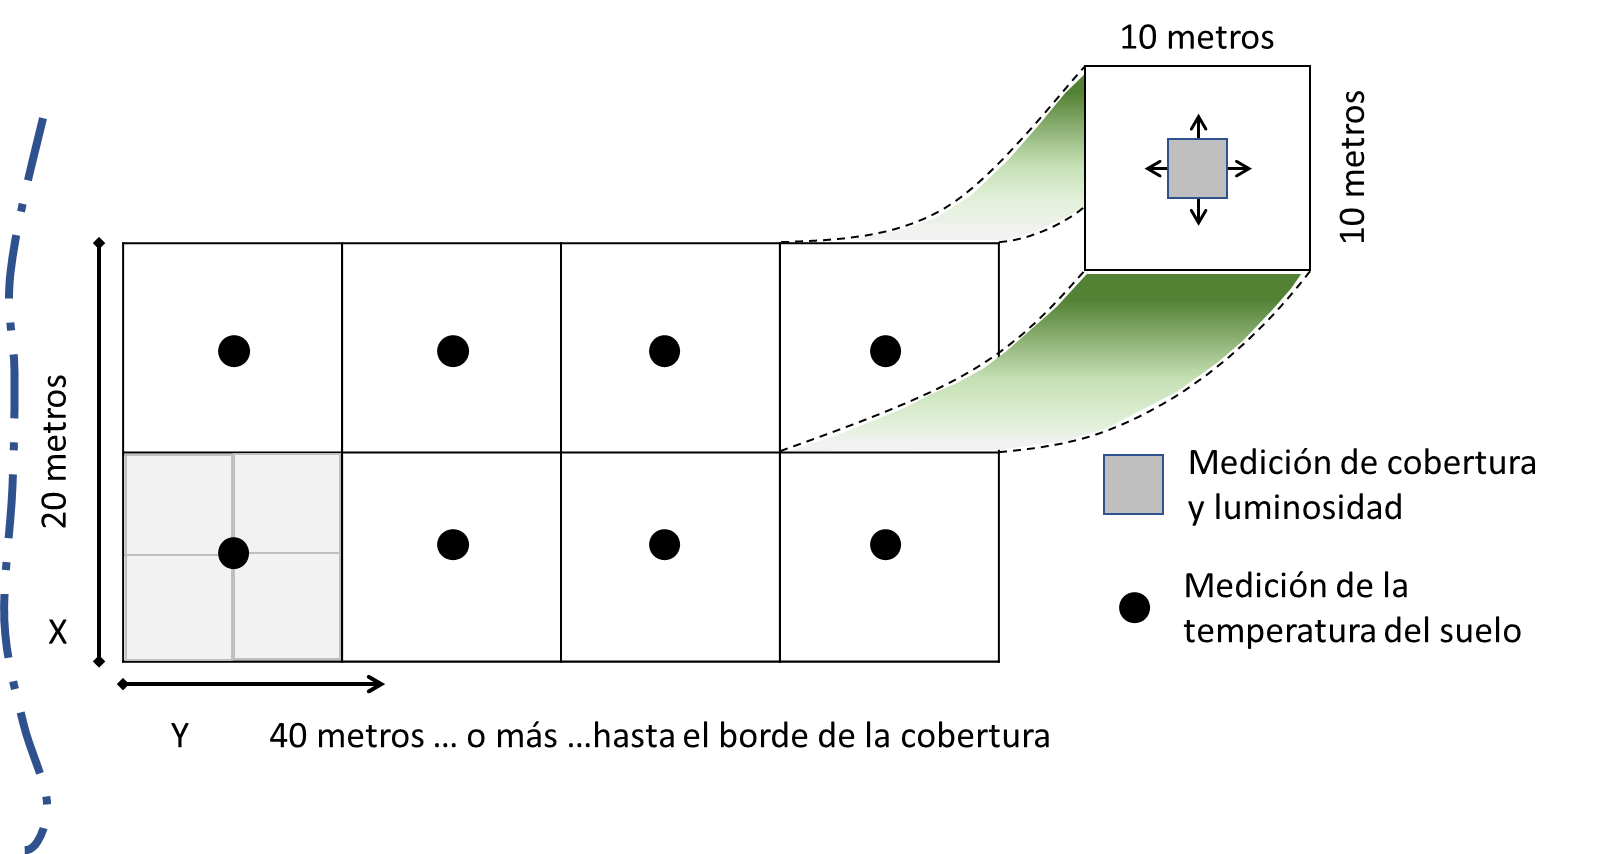 10 metros
10 metros
20 metros
X
Y
40 metros ... o más ...hasta el borde de la cobertura
Medición de cobertura
y luminosidad
Medición de la
temperatura del suelo